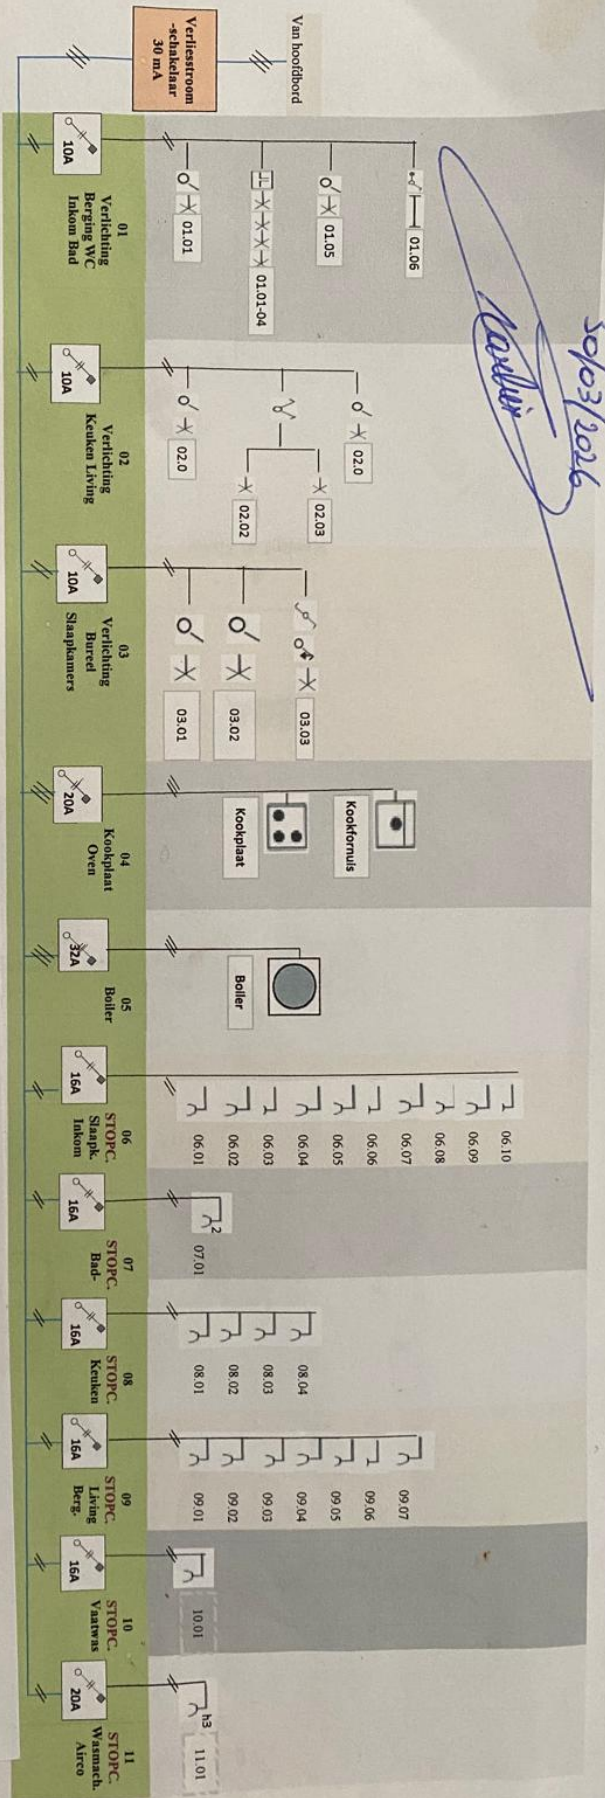 Van hoofdbord
Verliesstroom
-schakelaar
30 mA
10A
01
Verlichting
Berging WC
Inkom Bad
01.01
01.01-04
01.05
01.06
10A
02
Verlichting
Keuken Living
02.0
02.02
02.03
02.0
10A
03
Verlichting
Bureel
Slaapkamers
03.01
03.02
03.03
20A
04
Kookplaat
Oven
Kookplaat
Kookfornuis
32A
05
Boiler
Boiler
16A
06
STOPC.
Slaapk.
Inkom
06.01
06.02
06.03
06.04
06.05
06.06
06.07
06.08
06.09
06.10
16A
07
STOPC.
Bad-
2
07.01
16A
08
STOPC.
Keuken
08.01
08.02
08.03
08.04
16A
09
STOPC.
Living
Berg.
09.01
09.02
09.03
09.04
09.05
09.06
09.07
16A
10
STOPC.
Vaatwas
10.01
20A
11
STOPC.
Wasmach.
Airco
h3
11.01
30/03/2026